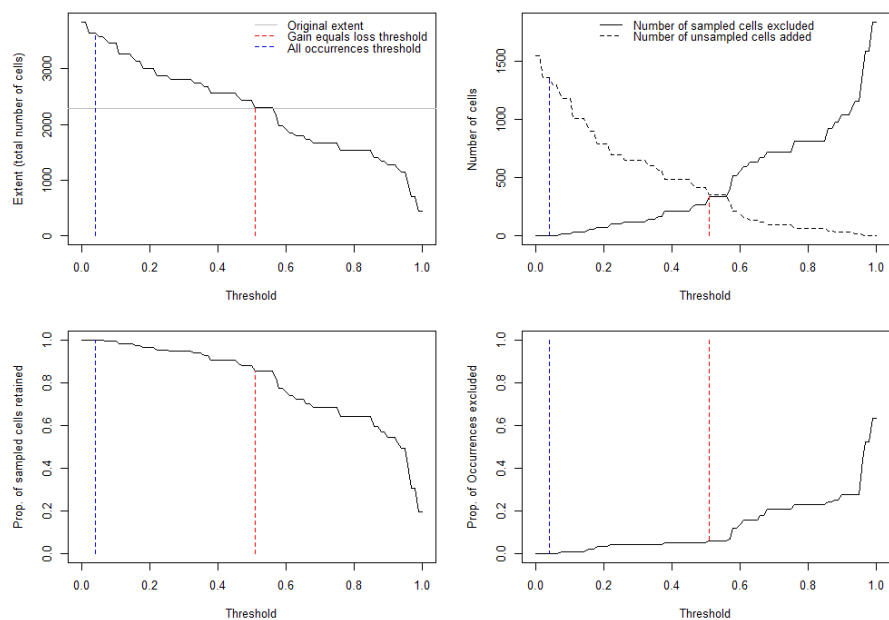 Original extent
Gain equals loss threshold
All occurrences threshold
Extent (total number of cells)
0 1000 2000 3000
0.0 0.2 0.4 0.6 0.8 1.0
Threshold
Number of sampled cells excluded
Number of unsampled cells added
Number of cells
0 500 1000 1500
0.0 0.2 0.4 0.6 0.8 1.0
Threshold
Prop. of sampled cells retained
0.0 0.2 0.4 0.6 0.8 1.0
0.0 0.2 0.4 0.6 0.8 1.0
Threshold
Prop. of Occurrences excluded
0.0 0.2 0.4 0.6 0.8 1.0
0.0 0.2 0.4 0.6 0.8 1.0
Threshold